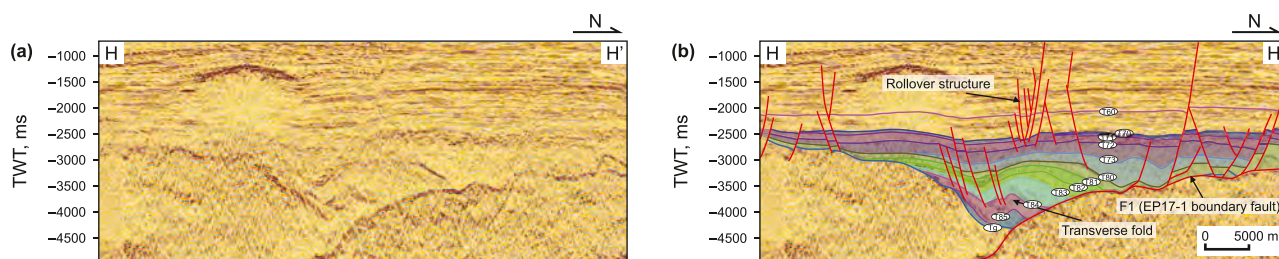 N
(a)
H
H'
TWT, ms
–1000
–1500
–2000
–2500
–3000
–3500
–4000
–4500
N
(b)
H
H
TWT, ms
–1000
–1500
–2000
–2500
–3000
–3500
–4000
–4500
Rollover structure
T60
T70
T71
T72
T73
T80
T81
T82
T83
T84
T85
Tg
F1 (EP17-1 boundary fault)
Transverse fold
0 5000 m